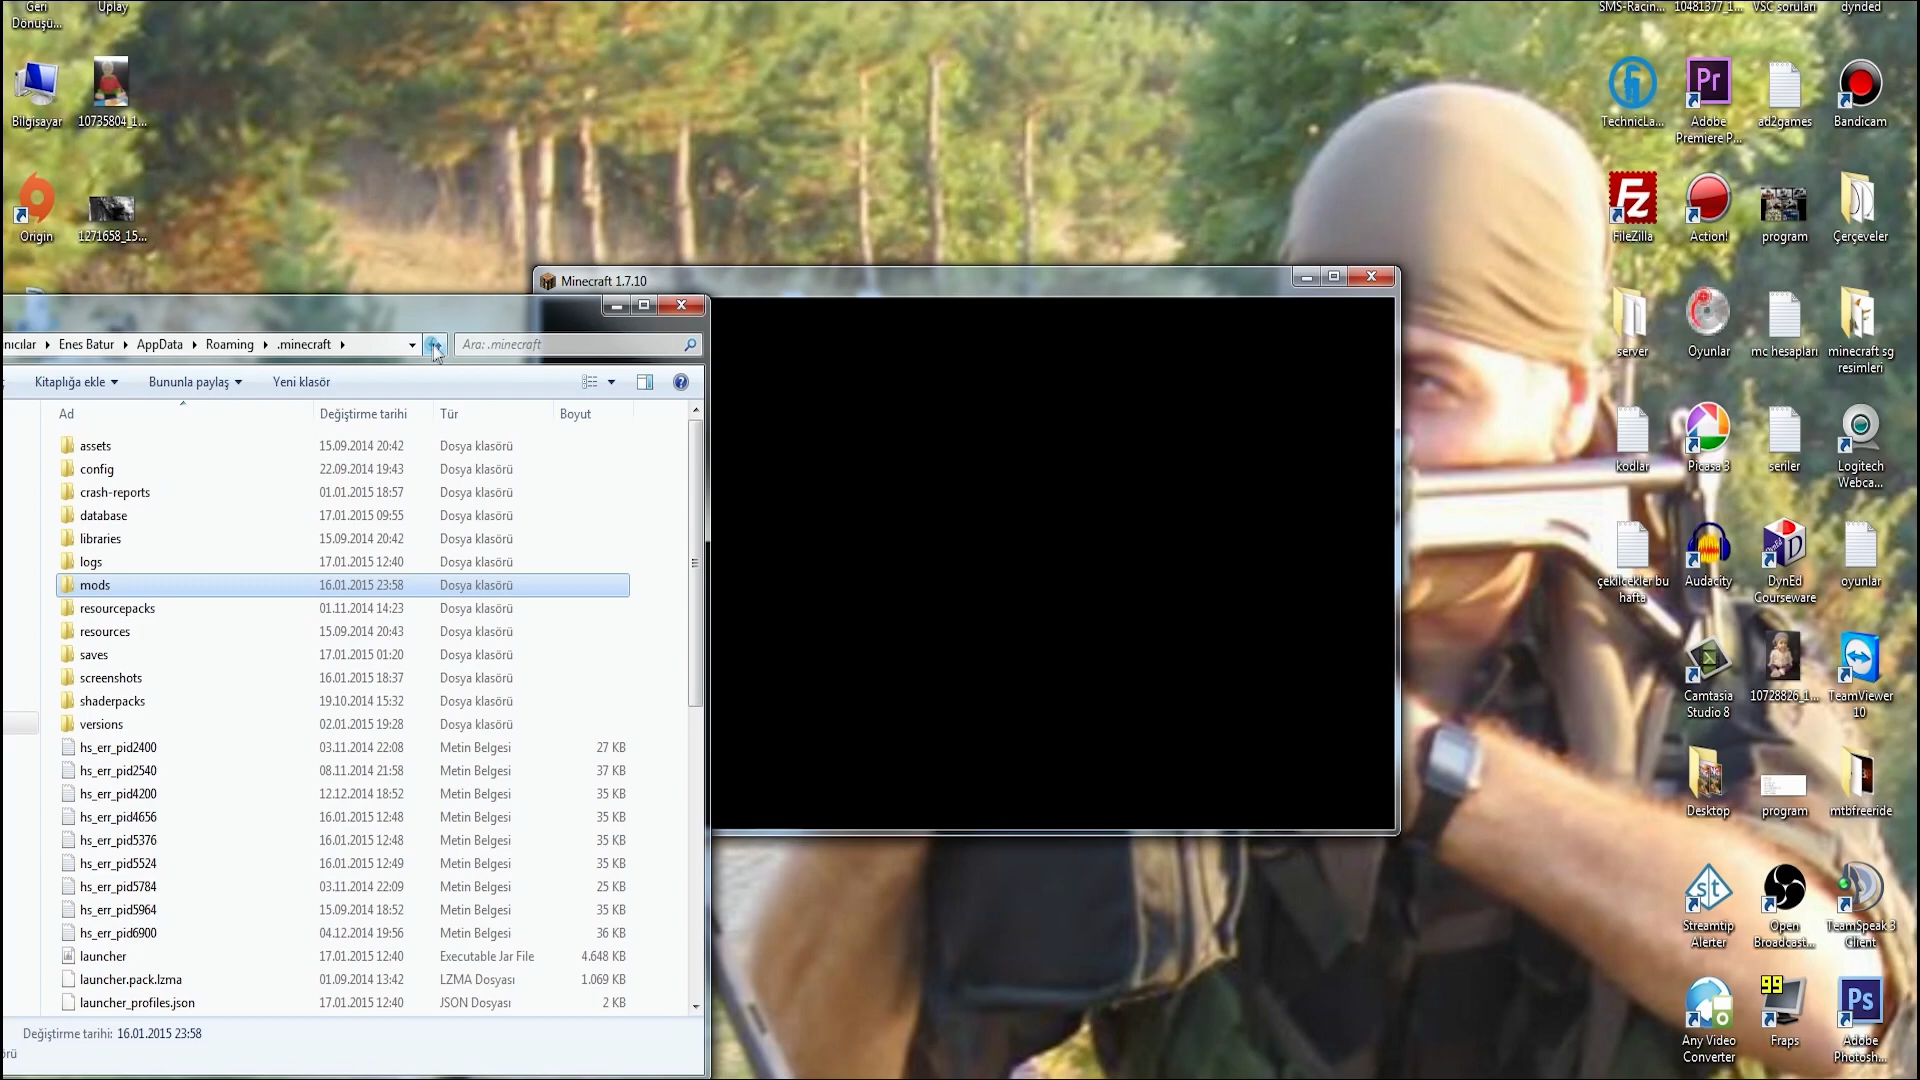 Geri
Dönüşü...
Uplay
SMS-Racin...
10481377_1...
VSC soruları
dynded
Bilgisayar
10735804_1...
TechnicLa...
Adobe
Premiere P...
ad2games
Bandicam
Origin
1271658_15...
FileZilla
Action!
program
Çerçeveler
server
Oyunlar
mc hesapları
minecraft sg
resimleri
kodlar
Picasa 3
seriler
Logitech
Webca...
çekilcekler bu
hafta
Audacity
DynEd
Courseware
oyunlar
Camtasia
Studio 8
10728826_1...
TeamViewer
10
Desktop
program
mtbfreeride
Streamtip
Alerter
Open
Broadcast...
TeamSpeak 3
Client
Any Video
Converter
99
Fraps
Adobe
Photosh...
Minecraft 1.7.10
nıcılar Enes Batur AppData Roaming .minecraft
Ara: .minecraft
Kitaplığa ekle Bununla paylaş Yeni klasör
Ad Değiştirme tarihi Tür Boyut
assets 15.09.2014 20:42 Dosya klasörü
config 22.09.2014 19:43 Dosya klasörü
crash-reports 01.01.2015 18:57 Dosya klasörü
database 17.01.2015 09:55 Dosya klasörü
libraries 15.09.2014 20:42 Dosya klasörü
logs 17.01.2015 12:40 Dosya klasörü
mods 16.01.2015 23:58 Dosya klasörü
resourcepacks 01.11.2014 14:23 Dosya klasörü
resources 15.09.2014 20:43 Dosya klasörü
saves 17.01.2015 01:20 Dosya klasörü
screenshots 16.01.2015 18:37 Dosya klasörü
shaderpacks 19.10.2014 15:32 Dosya klasörü
versions 02.01.2015 19:28 Dosya klasörü
hs_err_pid2400 03.11.2014 22:08 Metin Belgesi 27 KB
hs_err_pid2540 08.11.2014 21:58 Metin Belgesi 37 KB
hs_err_pid4200 12.12.2014 18:52 Metin Belgesi 35 KB
hs_err_pid4656 16.01.2015 12:48 Metin Belgesi 35 KB
hs_err_pid5376 16.01.2015 12:48 Metin Belgesi 35 KB
hs_err_pid5524 16.01.2015 12:49 Metin Belgesi 35 KB
hs_err_pid5784 03.11.2014 22:09 Metin Belgesi 25 KB
hs_err_pid5964 15.09.2014 18:52 Metin Belgesi 35 KB
hs_err_pid6900 04.12.2014 19:56 Metin Belgesi 36 KB
launcher 17.01.2015 12:40 Executable Jar File 4.648 KB
launcher.pack.lzma 01.09.2014 13:42 LZMA Dosyası 1.069 KB
launcher_profiles.json 17.01.2015 12:40 JSON Dosyası 2 KB
Değiştirme tarihi: 16.01.2015 23:58
örü